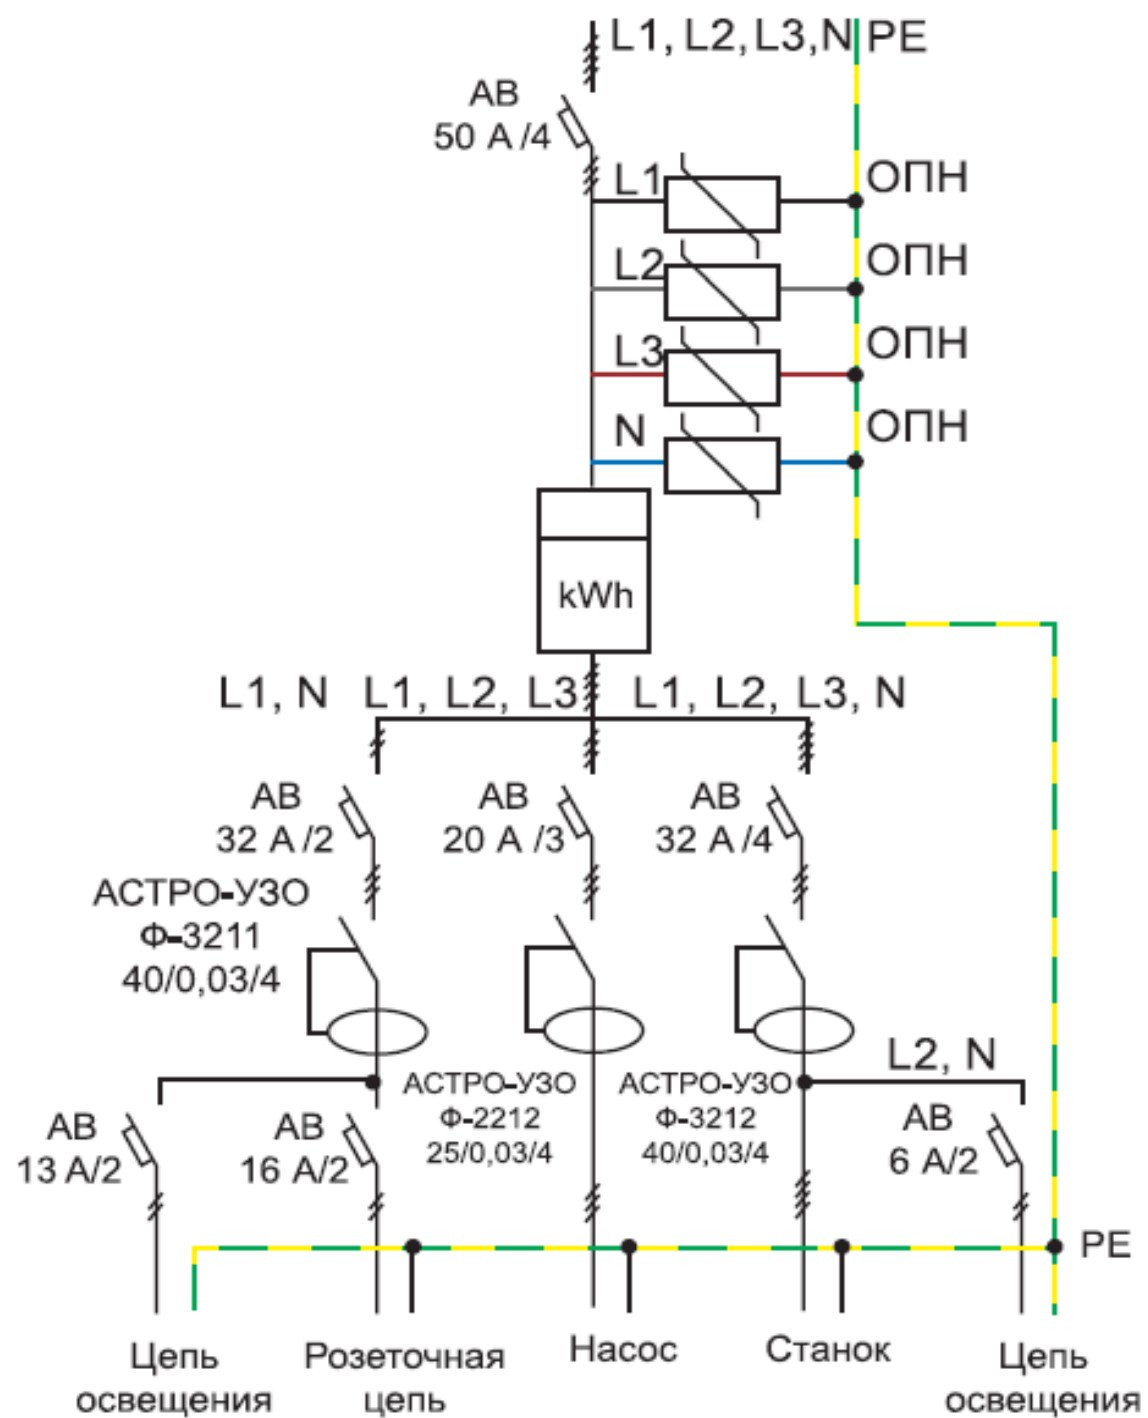 L1, L2, L3, N PE
АВ
50 А /4
L1
ОПН
L2
ОПН
L3
ОПН
N
ОПН
kWh
L1, N L1, L2, L3 L1, L2, L3, N
АВ
32 А /2
АВ
20 А /3
АВ
32 А /4
АСТРО-УЗО
Ф-3211
40/0,03/4
АСТРО-УЗО
Ф-2212
25/0,03/4
АСТРО-УЗО
Ф-3212
40/0,03/4
L2, N
АВ
13 А/2
АВ
16 А/2
АВ
6 А/2
PE
Цепь
освещения
Розеточная
цепь
Насос
Станок
Цепь
освещения